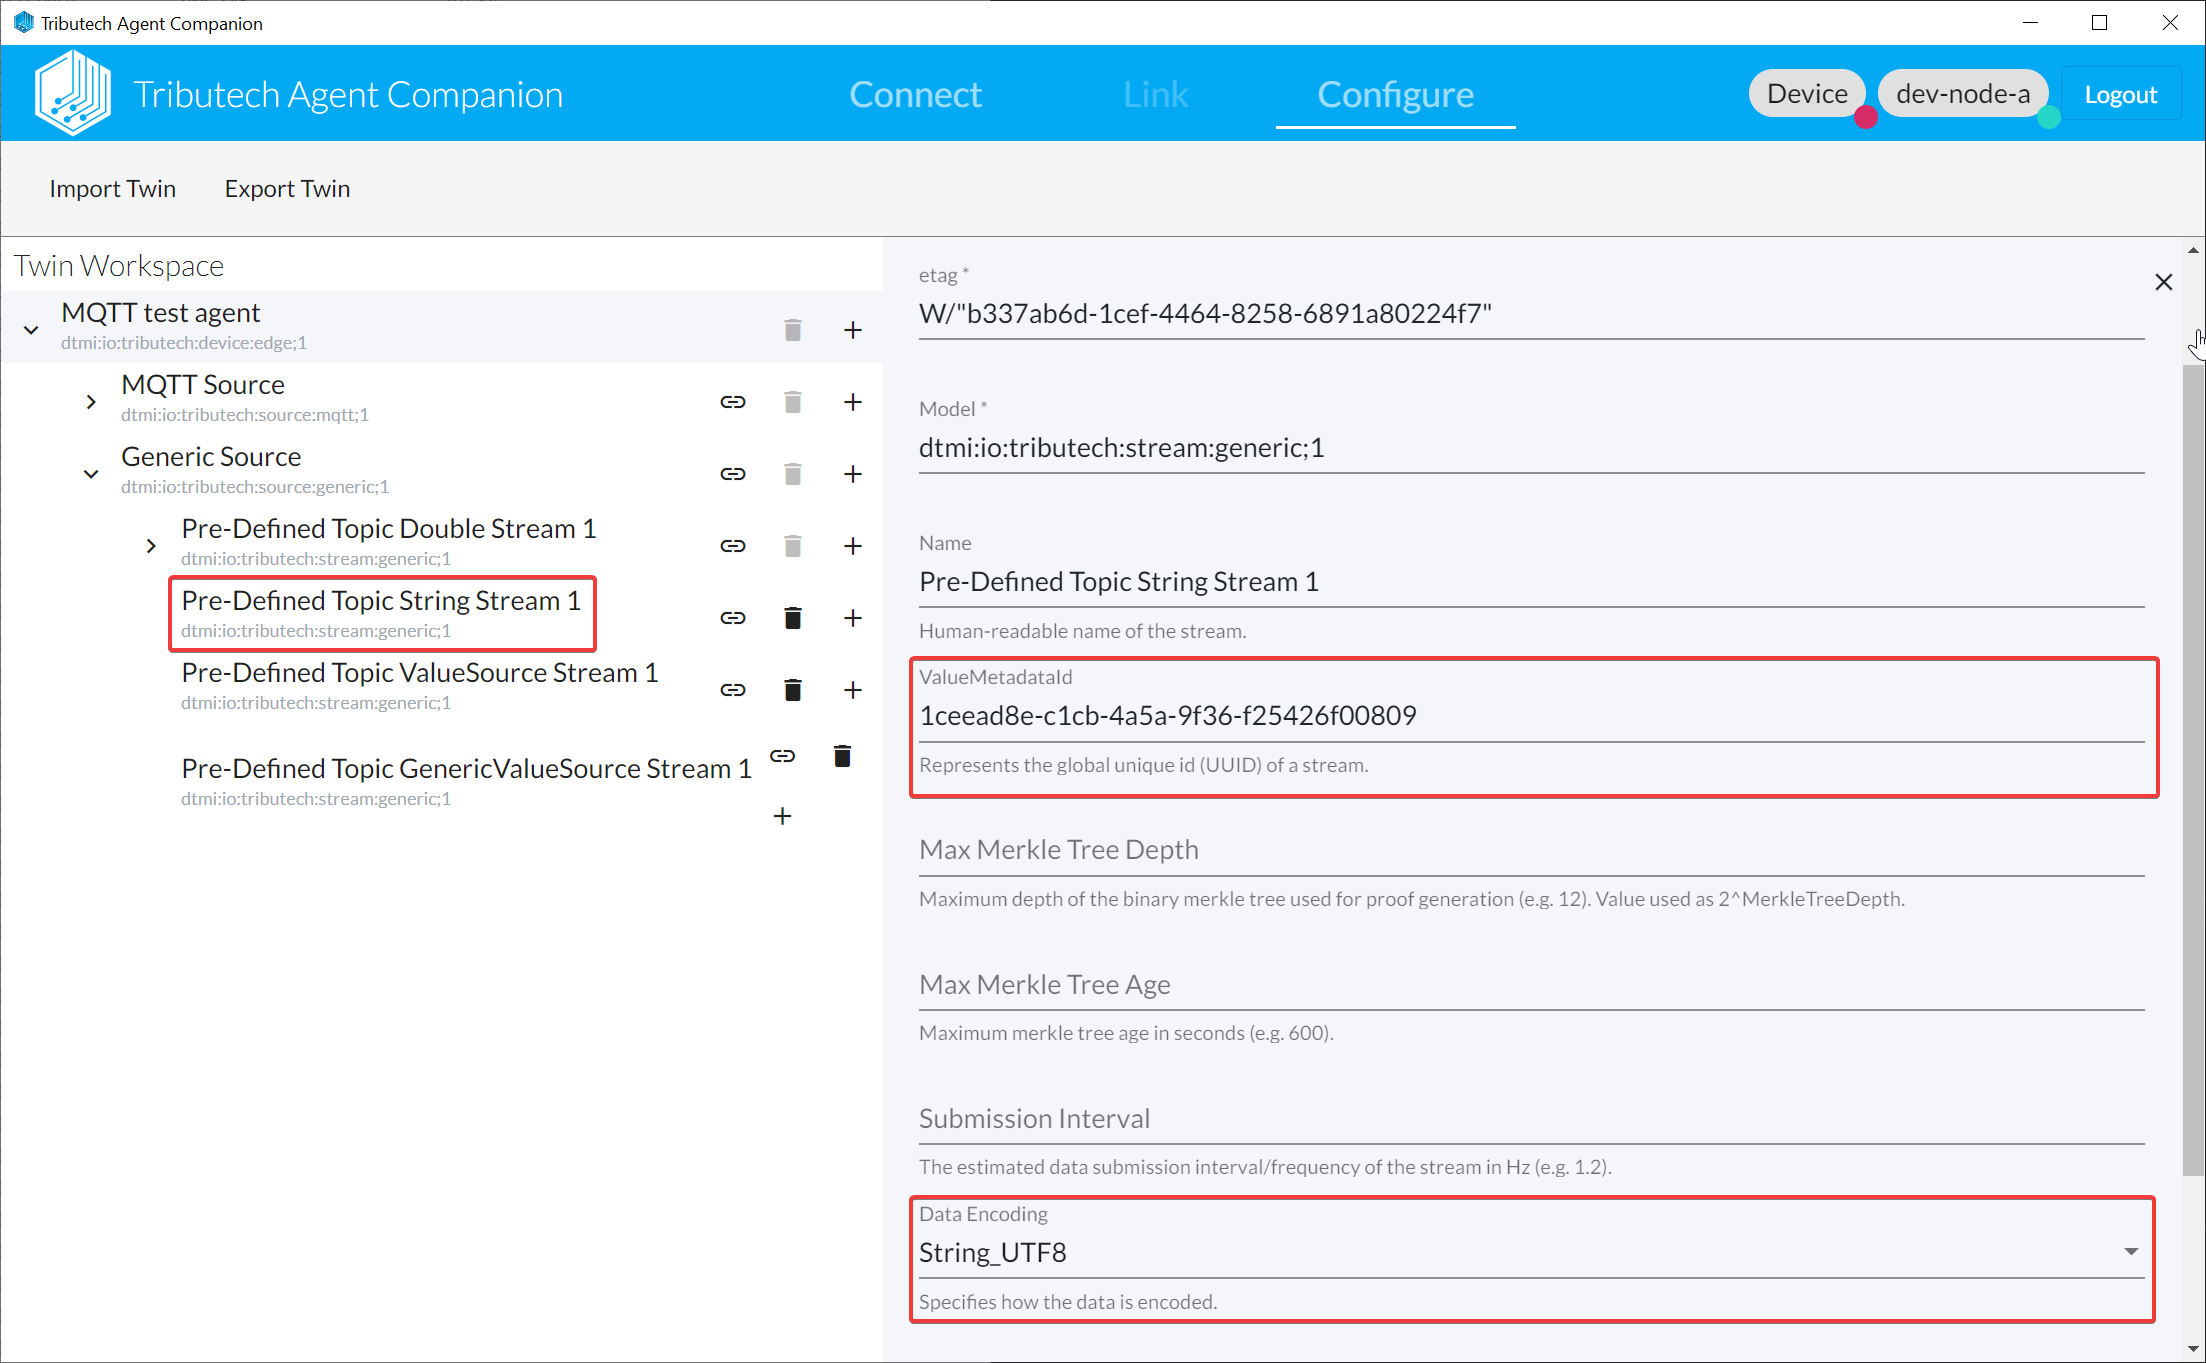 Tributech Agent Companion
Tributech Agent Companion
Connect
Link
Configure
Device
dev-node-a
Logout
Import Twin
Export Twin
Twin Workspace
MQTT test agent
dtmi:io:tributech:device:edge;1
MQTT Source
dtmi:io:tributech:source:mqtt;1
Generic Source
dtmi:io:tributech:source:generic;1
Pre-Defined Topic Double Stream 1
dtmi:io:tributech:stream:generic;1
Pre-Defined Topic String Stream 1
dtmi:io:tributech:stream:generic;1
Pre-Defined Topic ValueSource Stream 1
dtmi:io:tributech:stream:generic;1
Pre-Defined Topic GenericValueSource Stream 1
dtmi:io:tributech:stream:generic;1
etag *
W/"b337ab6d-1cef-4464-8258-6891a80224f7"
Model *
dtmi:io:tributech:stream:generic;1
Name
Pre-Defined Topic String Stream 1
Human-readable name of the stream.
ValueMetadataId
1ceead8e-c1cb-4a5a-9f36-f25426f00809
Represents the global unique id (UUID) of a stream.
Max Merkle Tree Depth
Maximum depth of the binary merkle tree used for proof generation (e.g. 12). Value used as 2^MerkleTreeDepth.
Max Merkle Tree Age
Maximum merkle tree age in seconds (e.g. 600).
Submission Interval
The estimated data submission interval/frequency of the stream in Hz (e.g. 1.2).
Data Encoding
String_UTF8
Specifies how the data is encoded.